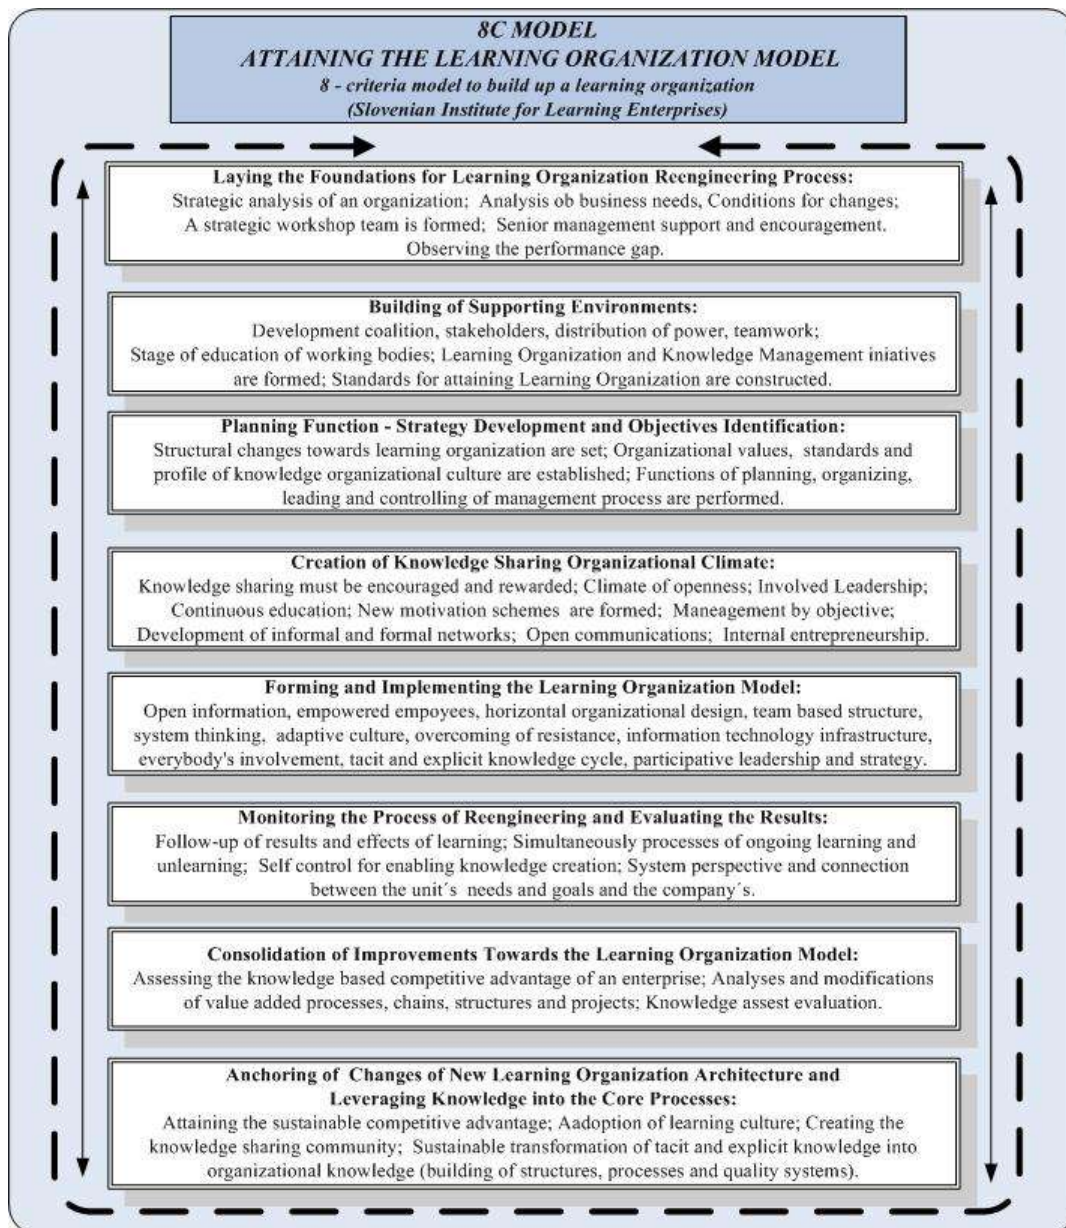 8C MODEL
ATTAINING THE LEARNING ORGANIZATION MODEL
8 - criteria model to build up a learning organization
(Slovenian Institute for Learning Enterprises)
Laying the Foundations for Learning Organization Reengineering Process:
Strategic analysis of an organization; Analysis ob business needs, Conditions for changes;
A strategic workshop team is formed; Senior management support and encouragement.
Observing the performance gap.
Building of Supporting Environments:
Development coalition, stakeholders, distribution of power, teamwork;
Stage of education of working bodies; Learning Organization and Knowledge Management iniatives
are formed; Standards for attaining Learning Organization are constructed.
Planning Function - Strategy Development and Objectives Identification:
Structural changes towards learning organization are set; Organizational values, standards and
profile of knowledge organizational culture are established; Functions of planning, organizing,
leading and controlling of management process are performed.
Creation of Knowledge Sharing Organizational Climate:
Knowledge sharing must be encouraged and rewarded; Climate of openness; Involved Leadership;
Continuous education; New motivation schemes are formed; Maneagement by objective;
Development of informal and formal networks; Open communications; Internal entrepreneurship.
Forming and Implementing the Learning Organization Model:
Open information, empowered empoyees, horizontal organizational design, team based structure,
system thinking, adaptive culture, overcoming of resistance, information technology infrastructure,
everybody's involvement, tacit and explicit knowledge cycle, participative leadership and strategy.
Monitoring the Process of Reengineering and Evaluating the Results:
Follow-up of results and effects of learning; Simultaneously processes of ongoing learning and
unlearning; Self control for enabling knowledge creation; System perspective and connection
between the unit´s needs and goals and the company´s.
Consolidation of Improvements Towards the Learning Organization Model:
Assessing the knowledge based competitive advantage of an enterprise; Analyses and modifications
of value added processes, chains, structures and projects; Knowledge assest evaluation.
Anchoring of Changes of New Learning Organization Architecture and
Leveraging Knowledge into the Core Processes:
Attaining the sustainable competitive advantage; Aadoption of learning culture; Creating the
knowledge sharing community; Sustainable transformation of tacit and explicit knowledge into
organizational knowledge (building of structures, processes and quality systems).